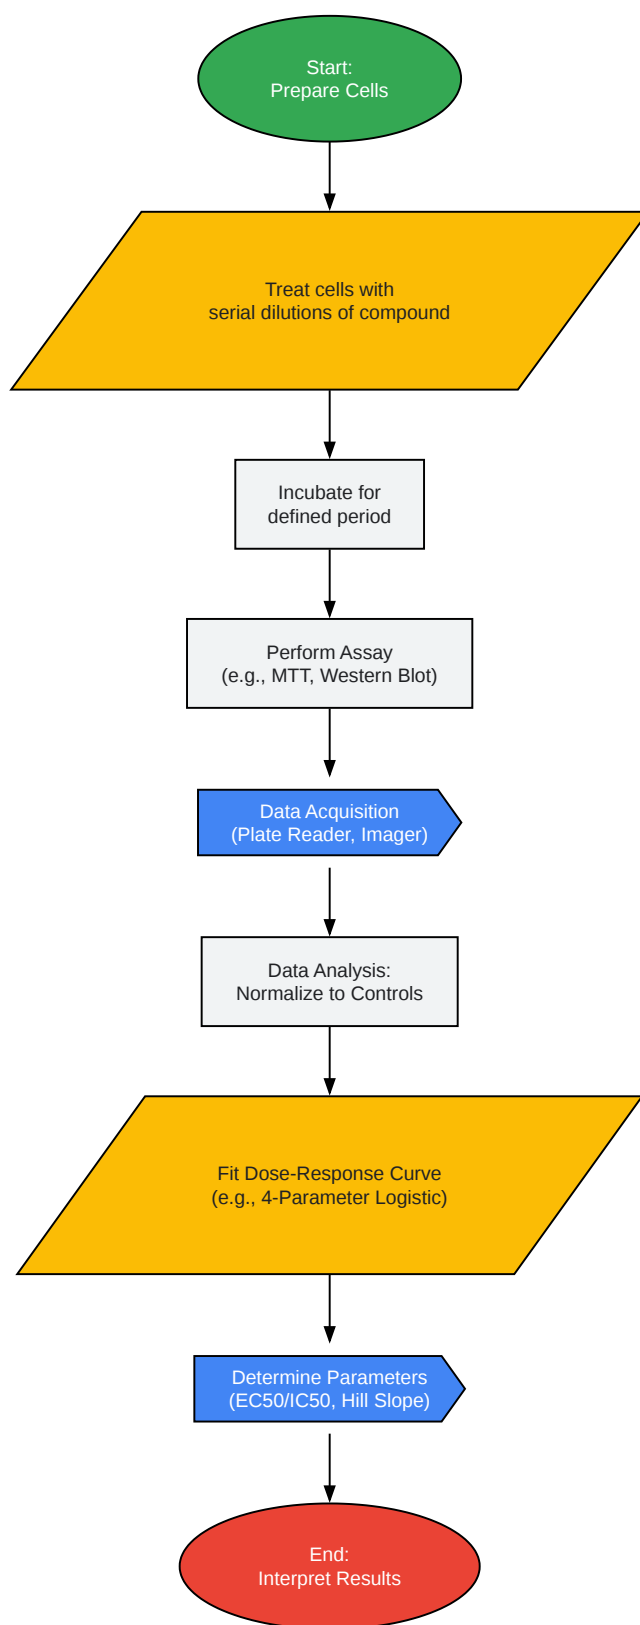 Start:
Prepare Cells
Treat cells with
serial dilutions of compound
Incubate for
defined period
Perform Assay
(e.g., MTT, Western Blot)
Data Acquisition
(Plate Reader, Imager)
Data Analysis:
Normalize to Controls
Fit Dose-Response Curve
(e.g., 4-Parameter Logistic)
Determine Parameters
(EC50/IC50, Hill Slope)
End:
Interpret Results